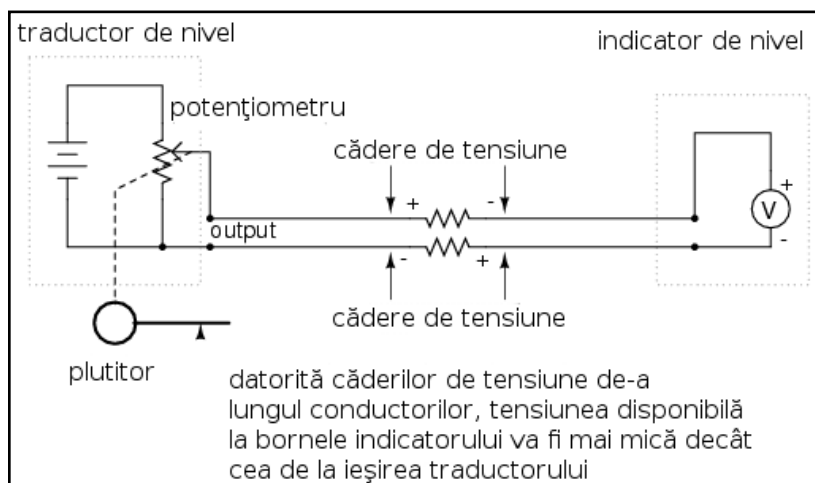 traductor de nivel
indicator de nivel
potenţiometru
cădere de tensiune
+ -
output
- +
cădere de tensiune
+
V
-
plutitor
datorită căderilor de tensiune de-a
lungul conductorilor, tensiunea disponibilă
la bornele indicatorului va fi mai mică decât
cea de la ieşirea traductorului